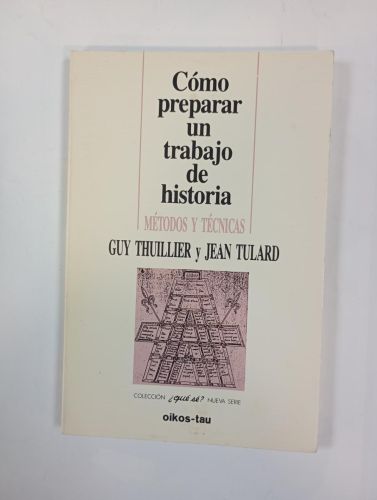 Cómo
preparar
un
trabajo
de
historia
MÉTODOS Y TÉCNICAS
GUY THUILLIER y JEAN TULARD
COLECCIÓN ¿qué sé? NUEVA SERIE
oikos-tau